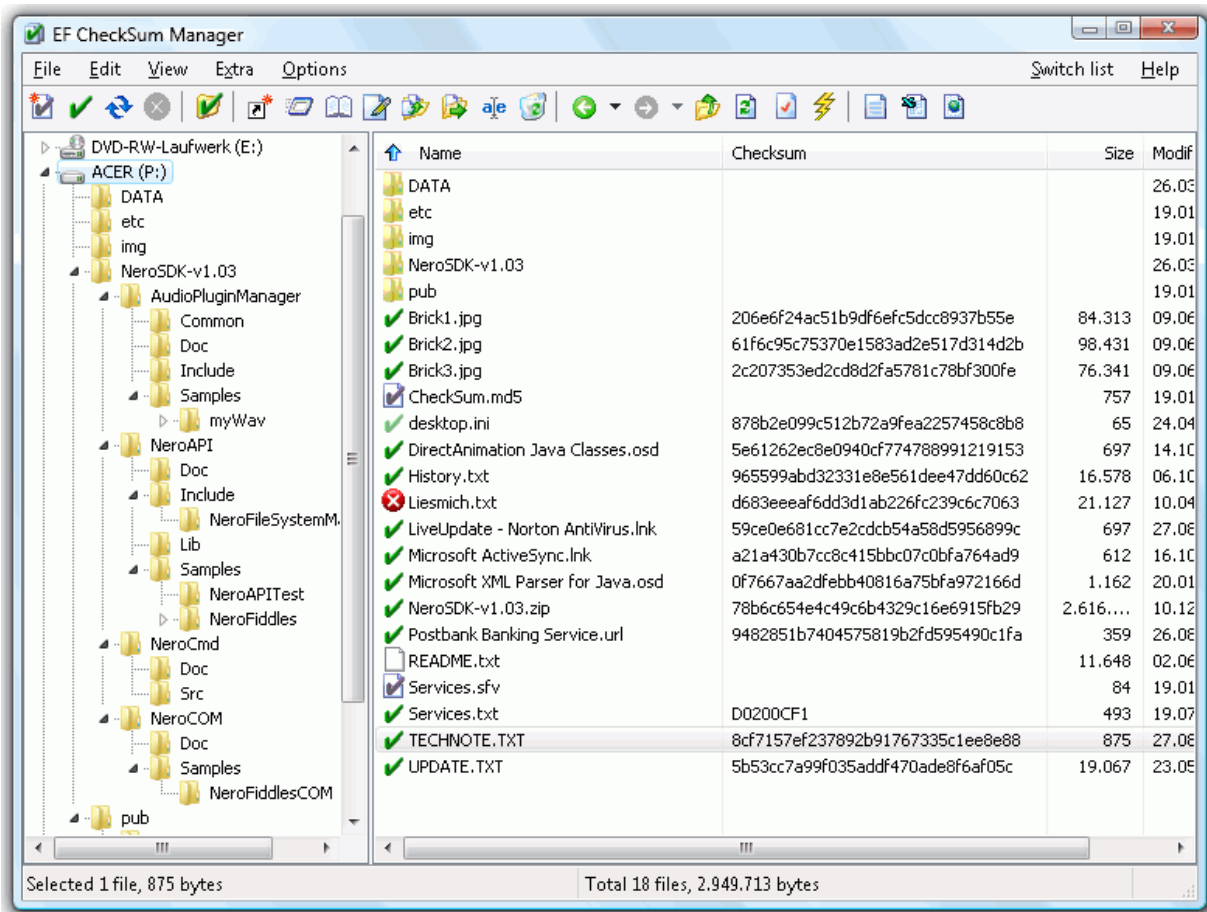 EF CheckSum Manager
File Edit View Extra Options Switch list Help
DVD-RW-Laufwerk (E:)
ACER (P:)
DATA
etc
img
NeroSDK-v1.03
AudioPluginManager
Common
Doc
Include
Samples
myWav
NeroAPI
Doc
Include
NeroFileSystemM
Lib
Samples
NeroAPITest
NeroFiddles
NeroCmd
Doc
Src
NeroCOM
Doc
Samples
NeroFiddlesCOM
pub
Name Checksum Size Modif
DATA 26.03
etc 19.01
img 19.01
NeroSDK-v1.03 26.03
pub 19.01
Brick1.jpg 206e6f24ac51b9df6efc5dcc8937b55e 84.313 09.06
Brick2.jpg 61f6c95c75370e1583ad2e517d314d2b 98.431 09.06
Brick3.jpg 2c207353ed2cd8d2fa5781c78bf300fe 76.341 09.06
CheckSum.md5 757 19.01
desktop.ini 878b2e099c512b72a9fea2257458c8b8 65 24.04
DirectAnimation Java Classes.osd 5e61262ec8e0940cf774788991219153 697 14.10
History.txt 965599abd32331e8e561dee47dd60c62 16.578 06.10
Liesmich.txt d683eeeaf6dd3d1ab226fc239c6c7063 21.127 10.04
LiveUpdate - Norton AntiVirus.lnk 59ce0e681cc7e2cdcb54a58d5956899c 697 27.08
Microsoft ActiveSync.lnk a21a430b7cc8c415bbc07c0bfa764ad9 612 16.10
Microsoft XML Parser for Java.osd 0f7667aa2dfebb40816a75bfa972166d 1.162 20.01
NeroSDK-v1.03.zip 78b6c654e4c49c6b4329c16e6915fb29 2.616.... 10.12
Postbank Banking Service.url 9482851b7404575819b2fd595490c1fa 359 26.08
README.txt 11.648 02.06
Services.sfv 84 19.01
Services.txt D0200CF1 493 19.07
TECHNOTE.TXT 8cf7157ef237892b91767335c1ee8e88 875 27.08
UPDATE.TXT 5b53cc7a99f035addf470ade8f6af05c 19.067 23.05
Selected 1 file, 875 bytes Total 18 files, 2.949.713 bytes